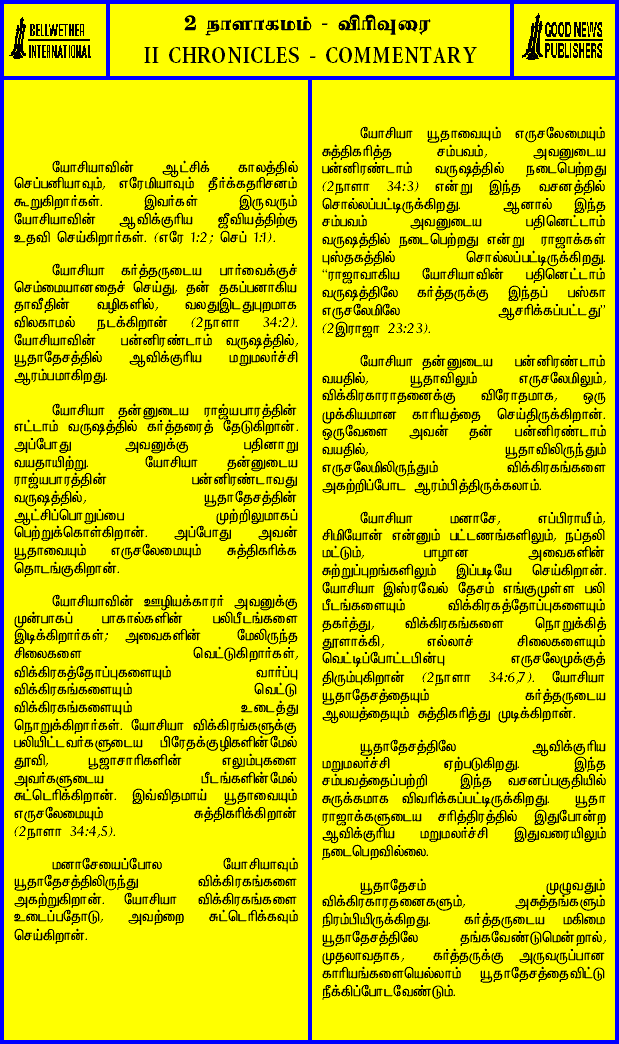 BELLWETHER
INTERNATIONAL
2 நாளாகமம் - விரிவுரை
II CHRONICLES - COMMENTARY
GOOD NEWS
PUBLISHERS
யோசியாவின் ஆட்சிக் காலத்தில்
செப்பனியாவும், எரேமியாவும் தீர்க்கதரிசனம்
கூறுகிறார்கள். இவர்கள் இருவரும்
யோசியாவின் ஆவிக்குரிய ஜீவியத்திற்கு
உதவி செய்கிறார்கள். (எரே 1:2; செப் 1:1).
யோசியா கர்த்தருடைய பார்வைக்குச்
செம்மையானதைச் செய்து, தன் தகப்பனாகிய
தாவீதின் வழிகளில், வலதுஇடதுபுறமாக
விலகாமல் நடக்கிறான் (2நாளா 34:2).
யோசியாவின் பன்னிரண்டாம் வருஷத்தில்,
யூதாதேசத்தில் ஆவிக்குரிய மறுமலர்ச்சி
ஆரம்பமாகிறது.
யோசியா தன்னுடைய ராஜ்யபாரத்தின்
எட்டாம் வருஷத்தில் கர்த்தரைத் தேடுகிறான்.
அப்போது அவனுக்கு பதினாறு
வயதாயிற்று. யோசியா தன்னுடைய
ராஜ்யபாரத்தின் பன்னிரண்டாவது
வருஷத்தில், யூதாதேசத்தின்
ஆட்சிப்பொறுப்பை முற்றிலுமாகப்
பெற்றுக்கொள்கிறான். அப்போது அவன்
யூதாவையும் எருசலேமையும் சுத்திகரிக்க
தொடங்குகிறான்.
யோசியாவின் ஊழியக்காரர் அவனுக்கு
முன்பாகப் பாகால்களின் பலிபீடங்களை
இடிக்கிறார்கள்; அவைகளின் மேலிருந்த
சிலைகளை வெட்டுகிறார்கள்,
விக்கிரகத்தோப்புகளையும் வார்ப்பு
விக்கிரகங்களையும் வெட்டு
விக்கிரகங்களையும் உடைத்து
நொறுக்கிறார்கள். யோசியா விக்கிரங்களுக்கு
பலியிட்டவர்களுடைய பிரேதக்குழிகளின்மேல்
தூவி, பூஜாசாரிகளின் எலும்புகளை
அவர்களுடைய பீடங்களின்மேல்
சுட்டெரிக்கிறான். இவ்விதமாய் யூதாவையும்
எருசலேமையும் சுத்திகரிக்கிறான்
(2நாளா 34:4,5).
மனாசேயைப்போல யோசியாவும்
யூதாதேசத்திலிருந்து விக்கிரகங்களை
அகற்றுகிறான். யோசியா விக்கிரகங்களை
உடைப்பதோடு, அவற்றை சுட்டெரிக்கவும்
செய்கிறான்.
யோசியா யூதாவையும் எருசலேமையும்
சுத்திகரித்த சம்பவம், அவனுடைய
பன்னிரண்டாம் வருஷத்தில் நடைபெற்றது
(2நாளா 34:3) என்று இந்த வசனத்தில்
சொல்லப்பட்டிருக்கிறது. ஆனால் இந்த
சம்பவம் அவனுடைய பதினெட்டாம்
வருஷத்தில் நடைபெற்றது என்று ராஜாக்கள்
புஸ்தகத்தில் சொல்லப்பட்டிருக்கிறது.
“ராஜாவாகிய யோசியாவின் பதினெட்டாம்
வருஷத்திலே கர்த்தருக்கு இந்தப் பஸ்கா
எருசலேமிலே ஆசரிக்கப்பட்டது”
(2இராஜா 23:23).
யோசியா தன்னுடைய பன்னிரண்டாம்
வயதில், யூதாவிலும் எருசலேமிலும்,
விக்கிரகாராதனைக்கு விரோதமாக, ஒரு
முக்கியமான காரியத்தை செய்திருக்கிறான்.
ஒருவேளை அவன் தன் பன்னிரண்டாம்
வயதில், யூதாவிலிருந்தும்
எருசலேமிலிருந்தும் விக்கிரகங்களை
அகற்றிப்போட ஆரம்பித்திருக்கலாம்.
யோசியா மனாசே, எப்பிராயீம்,
சிமியோன் என்னும் பட்டணங்களிலும், நப்தலி
மட்டும், பாழான அவைகளின்
சுற்றுப்புறங்களிலும் இப்படியே செய்கிறான்.
யோசியா இஸ்ரவேல் தேசம் எங்குமுள்ள பலி
பீடங்களையும் விக்கிரகத்தோப்புகளையும்
தகர்த்து, விக்கிரகங்களை நொறுக்கித்
தூளாக்கி, எல்லாச் சிலைகளையும்
வெட்டிப்போட்டபின்பு எருசலேமுக்குத்
திரும்புகிறான் (2நாளா 34:6,7). யோசியா
யூதாதேசத்தையும் கர்த்தருடைய
ஆலயத்தையும் சுத்திகரித்து முடிக்கிறான்.
யூதாதேசத்திலே ஆவிக்குரிய
மறுமலர்ச்சி ஏற்படுகிறது. இந்த
சம்பவத்தைப்பற்றி இந்த வசனப்பகுதியில்
சுருக்கமாக விவரிக்கப்பட்டிருக்கிறது. யூதா
ராஜாக்களுடைய சரித்திரத்தில் இதுபோன்ற
ஆவிக்குரிய மறுமலர்ச்சி இதுவரையிலும்
நடைபெறவில்லை.
யூதாதேசம் முழுவதும்
விக்கிரகாரதனைகளும், அசுத்தங்களும்
நிரம்பியிருக்கிறது. கர்த்தருடைய மகிமை
யூதாதேசத்திலே தங்கவேண்டுமென்றால்,
முதலாவதாக, கர்த்தருக்கு அருவருப்பான
காரியங்களையெல்லாம் யூதாதேசத்தைவிட்டு
நீக்கிப்போடவேண்டும்.